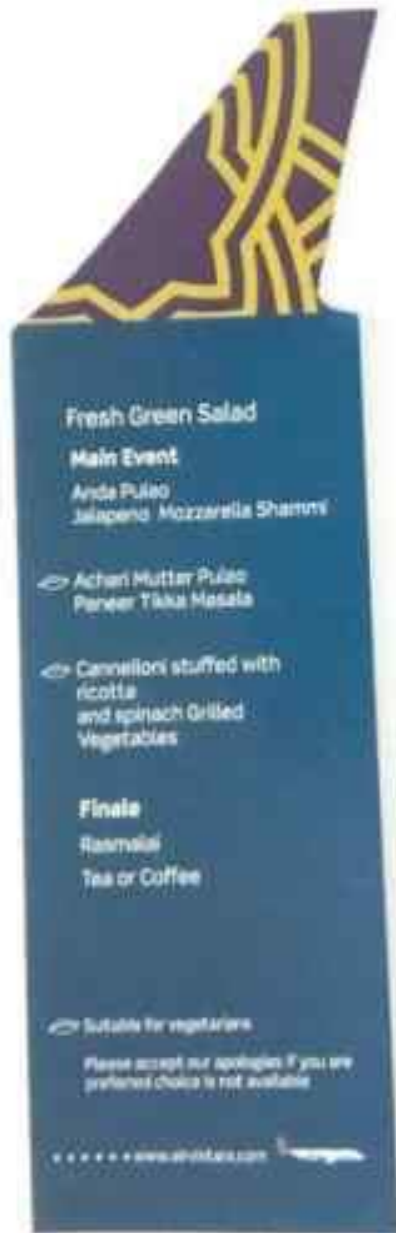 Fresh Green Salad
Main Event
Anda Pulao
Jalapeno Mozzarella Shammi
Achari Mutter Pulao
Paneer Tikka Masala
Cannelloni stuffed with
ricotta
and spinach Grilled
Vegetables
Finale
Rasmalai
Tea or Coffee
Suitable for vegetarians
Please accept our apologies if you are
preferred choice is not available
www.airvistara.com